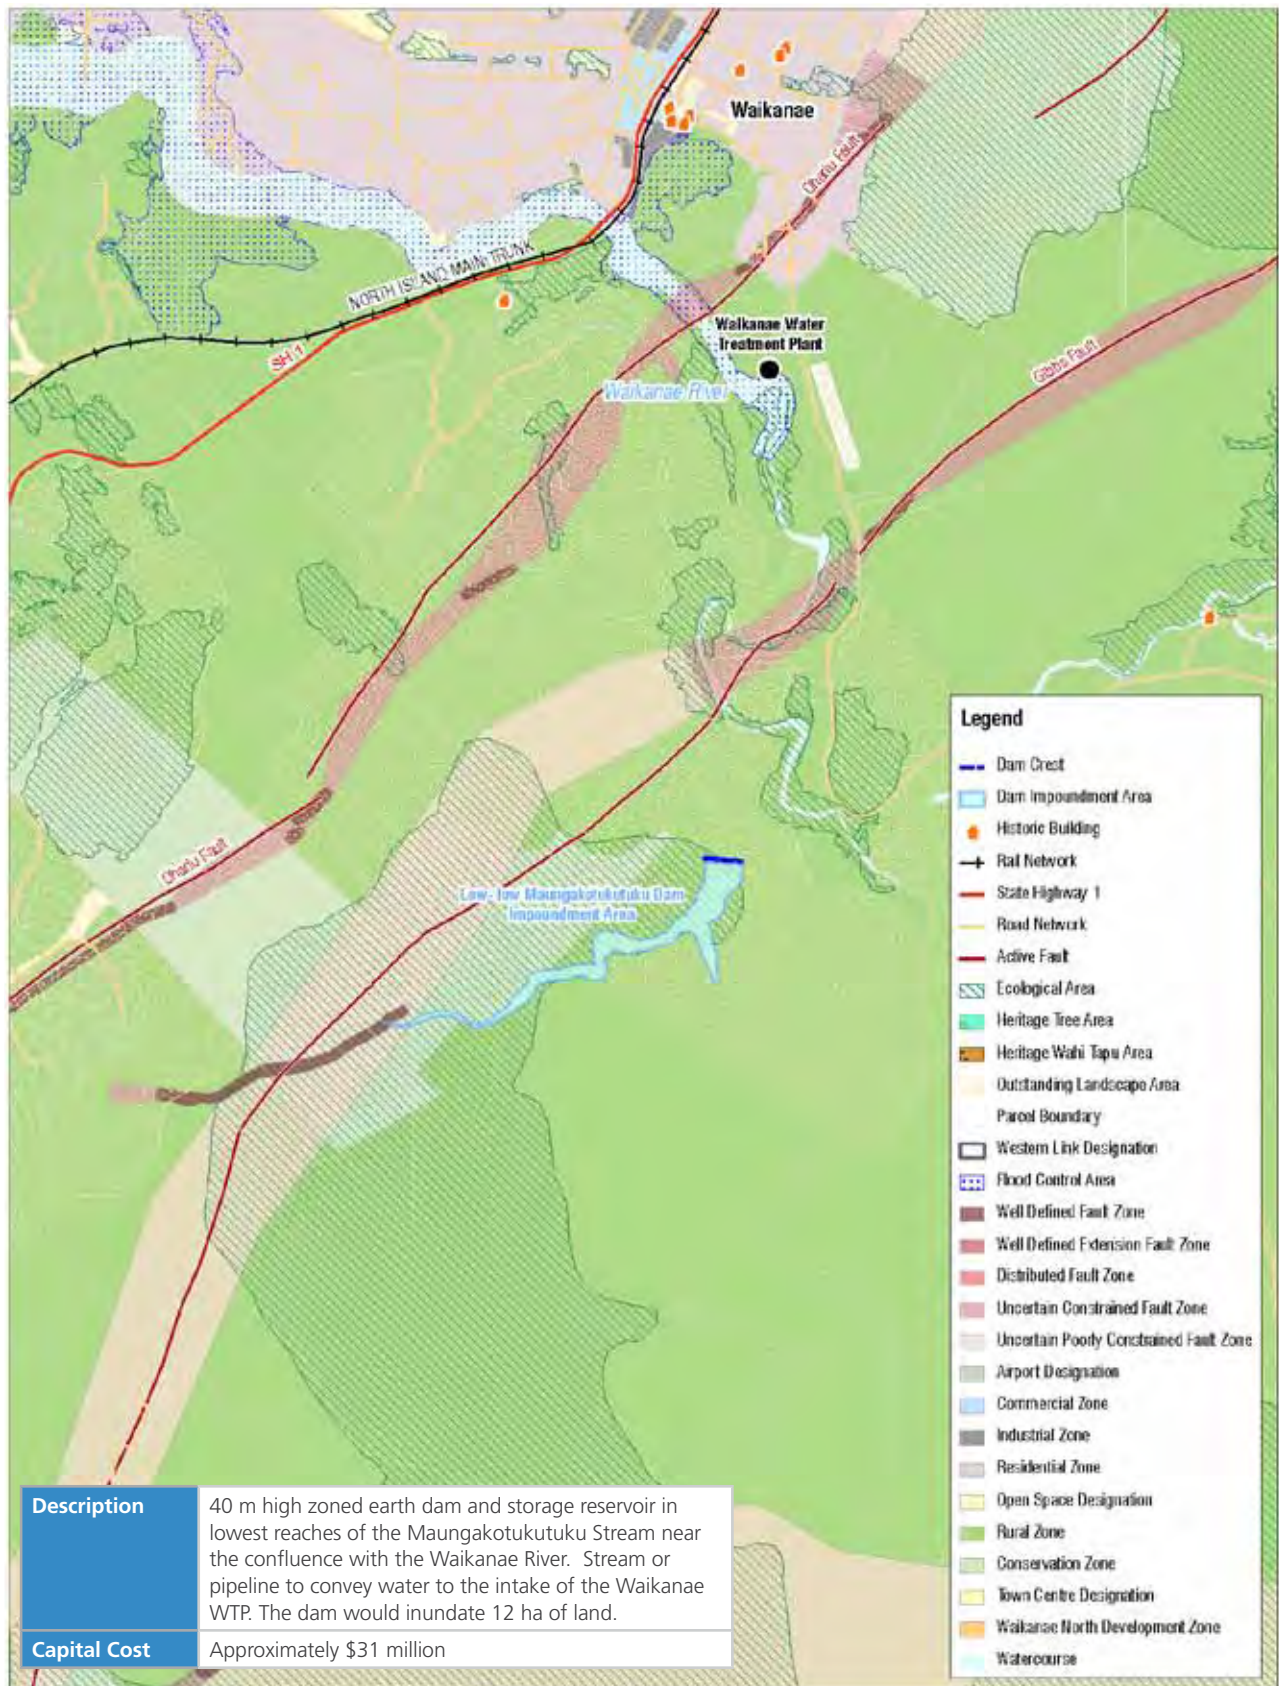 Waikanae
Ohariu Fault
NORTH ISLAND MAIN TRUNK
SH 1
Waikanae Water
Treatment Plant
Waikanae River
Gibbs Fault
Ohariu Fault
Low-low Maungakotukutuku Dam
Impoundment Area
Legend
Dam Crest
Dam Impoundment Area
Historic Building
Rail Network
State Highway 1
Road Network
Active Fault
Ecological Area
Heritage Tree Area
Heritage Wahi Tapu Area
Outstanding Landscape Area
Parcel Boundary
Western Link Designation
Flood Control Area
Well Defined Fault Zone
Well Defined Extension Fault Zone
Distributed Fault Zone
Uncertain Constrained Fault Zone
Uncertain Poorly Constrained Fault Zone
Airport Designation
Commercial Zone
Industrial Zone
Residential Zone
Open Space Designation
Rural Zone
Conservation Zone
Town Centre Designation
Waikanae North Development Zone
Watercourse
Description
40 m high zoned earth dam and storage reservoir in
lowest reaches of the Maungakotukutuku Stream near
the confluence with the Waikanae River. Stream or
pipeline to convey water to the intake of the Waikanae
WTP. The dam would inundate 12 ha of land.
Capital Cost
Approximately $31 million